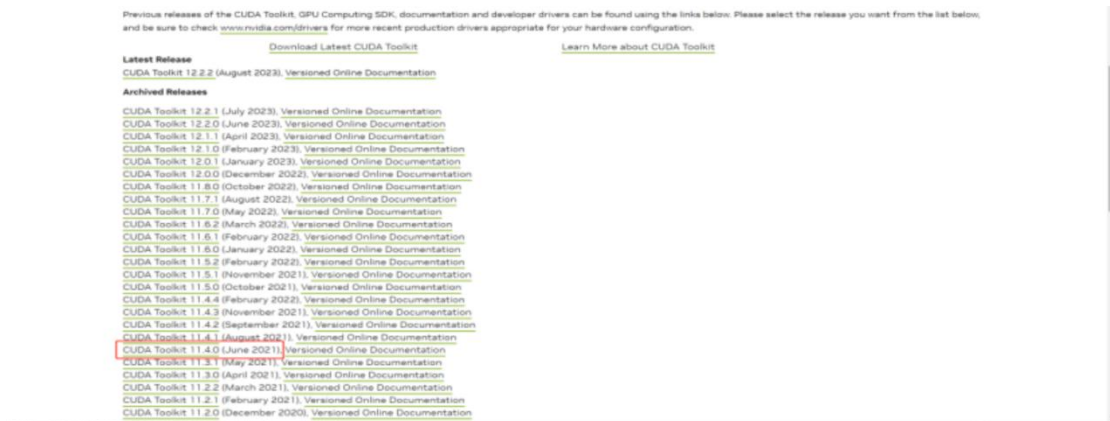 Previous releases of the CUDA Toolkit, GPU Computing SDK, documentation and developer drivers can be found using the links below. Please select the release you want from the list below,
and be sure to check www.nvidia.com/drivers for more recent production drivers appropriate for your hardware configuration.
Download Latest CUDA Toolkit Learn More about CUDA Toolkit
Latest Release
CUDA Toolkit 12.2.2 (August 2023), Versioned Online Documentation
Archived Releases
CUDA Toolkit 12.2.1 (July 2023), Versioned Online Documentation
CUDA Toolkit 12.2.0 (June 2023), Versioned Online Documentation
CUDA Toolkit 12.1.1 (April 2023), Versioned Online Documentation
CUDA Toolkit 12.1.0 (February 2023), Versioned Online Documentation
CUDA Toolkit 12.0.1 (January 2023), Versioned Online Documentation
CUDA Toolkit 12.0.0 (December 2022), Versioned Online Documentation
CUDA Toolkit 11.8.0 (October 2022), Versioned Online Documentation
CUDA Toolkit 11.7.1 (August 2022), Versioned Online Documentation
CUDA Toolkit 11.7.0 (May 2022), Versioned Online Documentation
CUDA Toolkit 11.6.2 (March 2022), Versioned Online Documentation
CUDA Toolkit 11.6.1 (February 2022), Versioned Online Documentation
CUDA Toolkit 11.6.0 (January 2022), Versioned Online Documentation
CUDA Toolkit 11.5.2 (February 2022), Versioned Online Documentation
CUDA Toolkit 11.5.1 (November 2021), Versioned Online Documentation
CUDA Toolkit 11.5.0 (October 2021), Versioned Online Documentation
CUDA Toolkit 11.4.4 (February 2022), Versioned Online Documentation
CUDA Toolkit 11.4.3 (November 2021), Versioned Online Documentation
CUDA Toolkit 11.4.2 (September 2021), Versioned Online Documentation
CUDA Toolkit 11.4.1 (August 2021), Versioned Online Documentation
CUDA Toolkit 11.4.0 (June 2021), Versioned Online Documentation
CUDA Toolkit 11.3.1 (May 2021), Versioned Online Documentation
CUDA Toolkit 11.3.0 (April 2021), Versioned Online Documentation
CUDA Toolkit 11.2.2 (March 2021), Versioned Online Documentation
CUDA Toolkit 11.2.1 (February 2021), Versioned Online Documentation
CUDA Toolkit 11.2.0 (December 2020), Versioned Online Documentation